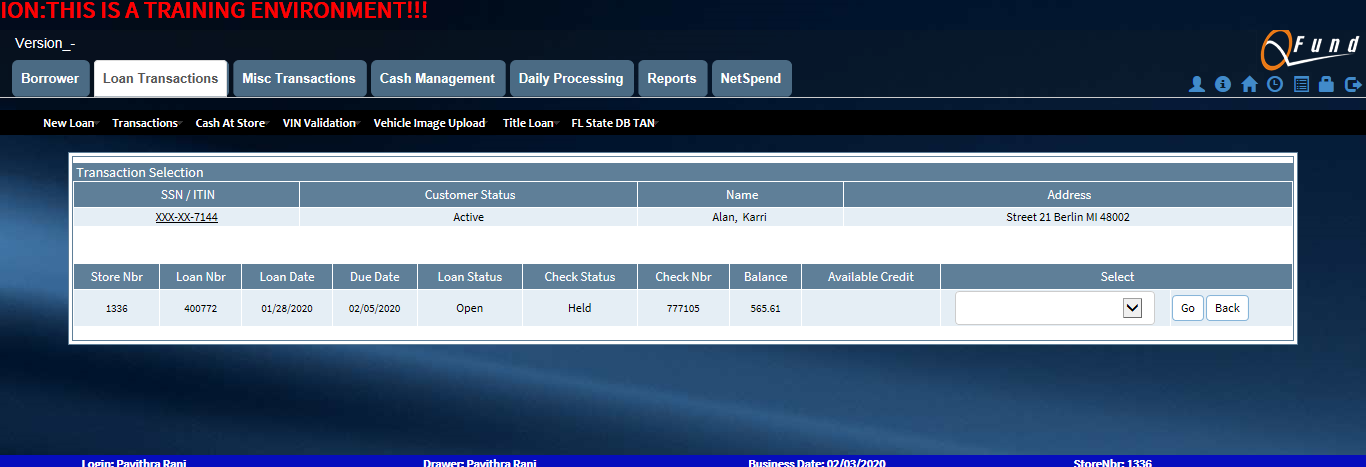 ION:THIS IS A TRAINING ENVIRONMENT!!!
Version_-
QFund
Borrower Loan Transactions Misc Transactions Cash Management Daily Processing Reports NetSpend
New Loan Transactions Cash At Store VIN Validation Vehicle Image Upload Title Loan FL State DB TAN
Transaction Selection
SSN / ITIN Customer Status Name Address
XXX-XX-7144 Active Alan, Karri Street 21 Berlin MI 48002
Store Nbr Loan Nbr Loan Date Due Date Loan Status Check Status Check Nbr Balance Available Credit Select
1336 400772 01/28/2020 02/05/2020 Open Held 777105 565.61 Go Back
Login: Pavithra Rani Drawer: Pavithra Rani Business Date: 02/03/2020 StoreNbr: 1336